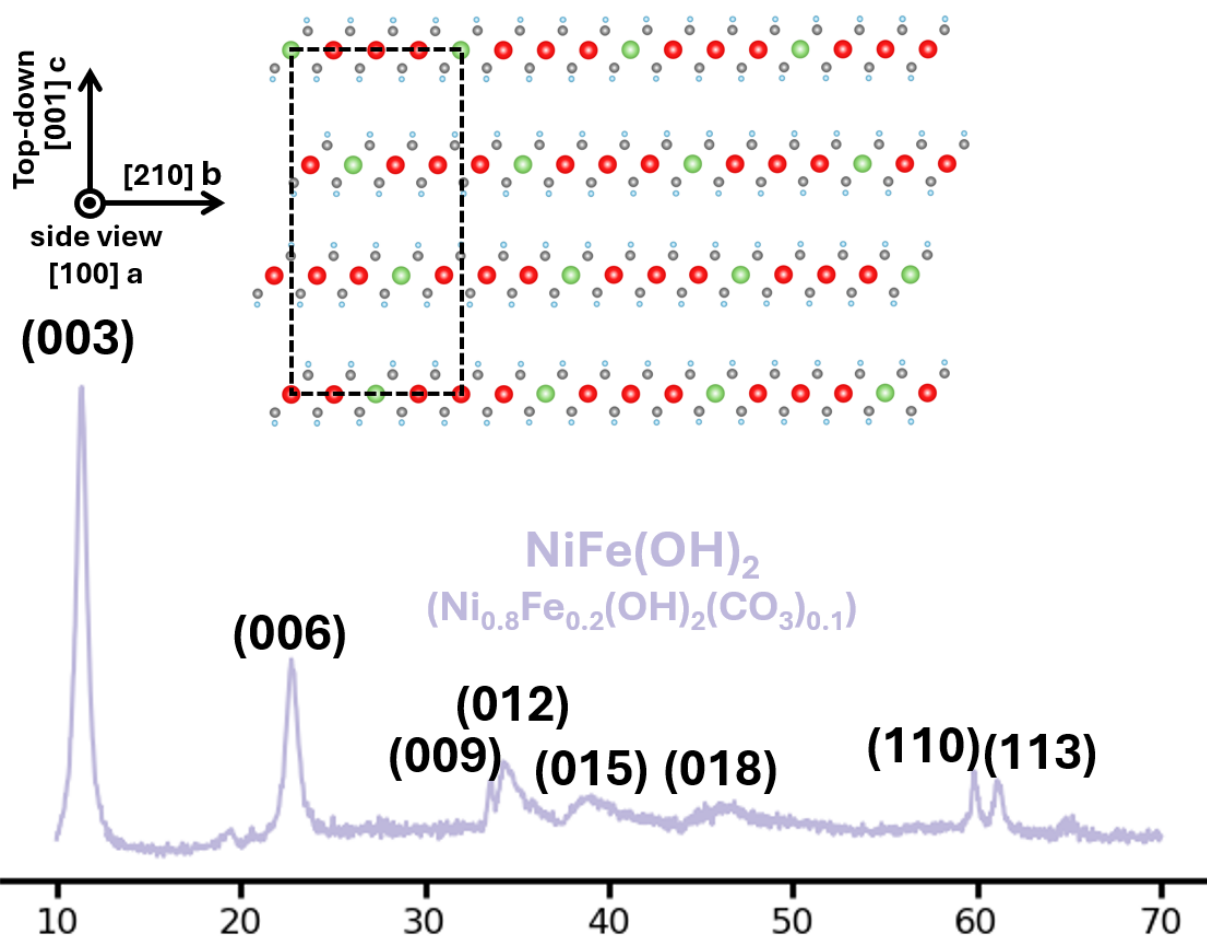 Top-down
[001] c
[210] b
side view
[100] a
(003)
NiFe(OH)₂
(Ni₀.₈Fe₀.₂(OH)₂(CO₃)₀.₁)
(006)
(012)
(009)
(015)
(018)
(110)
(113)
10 20 30 40 50 60 70